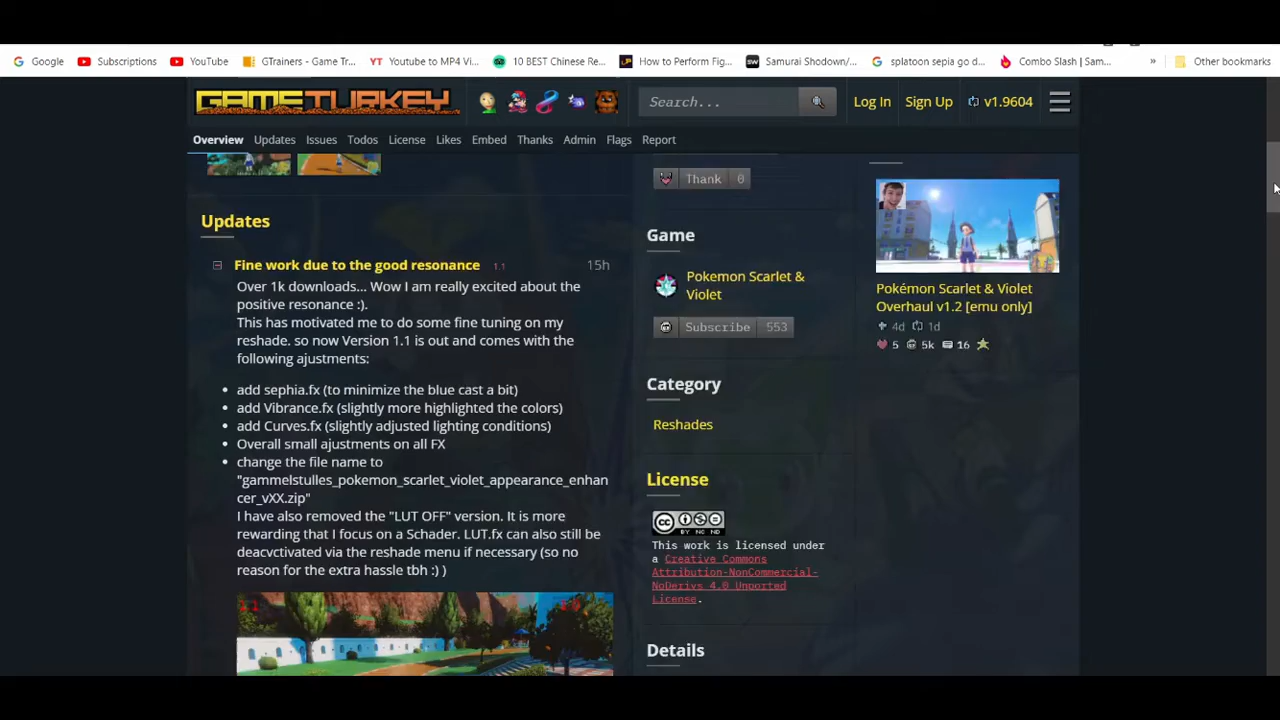 Google Subscriptions YouTube GTrainers - Game Tr... Youtube to MP4 Vi... 10 BEST Chinese Re... How to Perform Fig... Samurai Shodown/... splatoon sepia go d... Combo Slash | Sam... » Other bookmarks
GAMETURKEY Search... Log In Sign Up v1.9604
Overview Updates Issues Todos License Likes Embed Thanks Admin Flags Report
Updates
Fine work due to the good resonance 1.1 15h
Over 1k downloads... Wow I am really excited about the
positive resonance :).
This has motivated me to do some fine tuning on my
reshade. so now Version 1.1 is out and comes with the
following ajustments:
• add sephia.fx (to minimize the blue cast a bit)
• add Vibrance.fx (slightly more highlighted the colors)
• add Curves.fx (slightly adjusted lighting conditions)
• Overall small ajustments on all FX
• change the file name to
"gammelstulles_pokemon_scarlet_violet_appearance_enhan
cer_vXX.zip"
I have also removed the "LUT OFF" version. It is more
rewarding that I focus on a Schader. LUT.fx can also still be
deacvctivated via the reshade menu if necessary (so no
reason for the extra hassle tbh :) )
1.1 1.0
Thank 0
Game
Pokemon Scarlet &
Violet
Subscribe 553
Category
Reshades
License
cc BY NC ND
This work is licensed under
a Creative Commons
Attribution-NonCommercial-
NoDerivs 4.0 Unported
License.
Details
Pokémon Scarlet & Violet
Overhaul v1.2 [emu only]
4d 1d
5 5k 16